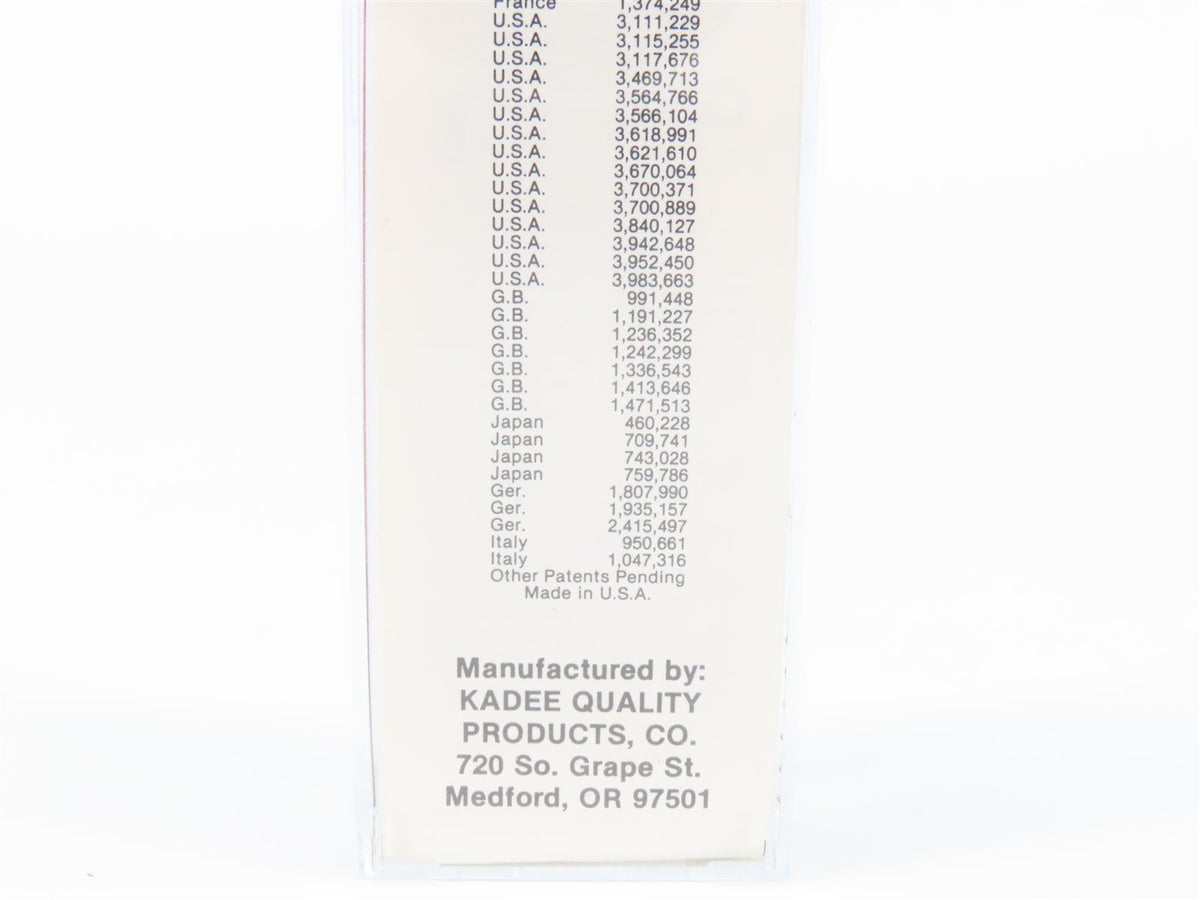 France 1,374,249
U.S.A. 3,111,229
U.S.A. 3,115,255
U.S.A. 3,117,676
U.S.A. 3,469,713
U.S.A. 3,564,766
U.S.A. 3,566,104
U.S.A. 3,618,991
U.S.A. 3,621,610
U.S.A. 3,670,064
U.S.A. 3,700,371
U.S.A. 3,700,889
U.S.A. 3,840,127
U.S.A. 3,942,648
U.S.A. 3,952,450
U.S.A. 3,983,663
G.B. 991,448
G.B. 1,191,227
G.B. 1,236,352
G.B. 1,242,299
G.B. 1,336,543
G.B. 1,413,646
G.B. 1,471,513
Japan 460,228
Japan 709,741
Japan 743,028
Japan 759,786
Ger. 1,807,990
Ger. 1,935,157
Ger. 2,415,497
Italy 950,661
Italy 1,047,316
Other Patents Pending
Made in U.S.A.
Manufactured by:
KADEE QUALITY
PRODUCTS, CO.
720 So. Grape St.
Medford, OR 97501